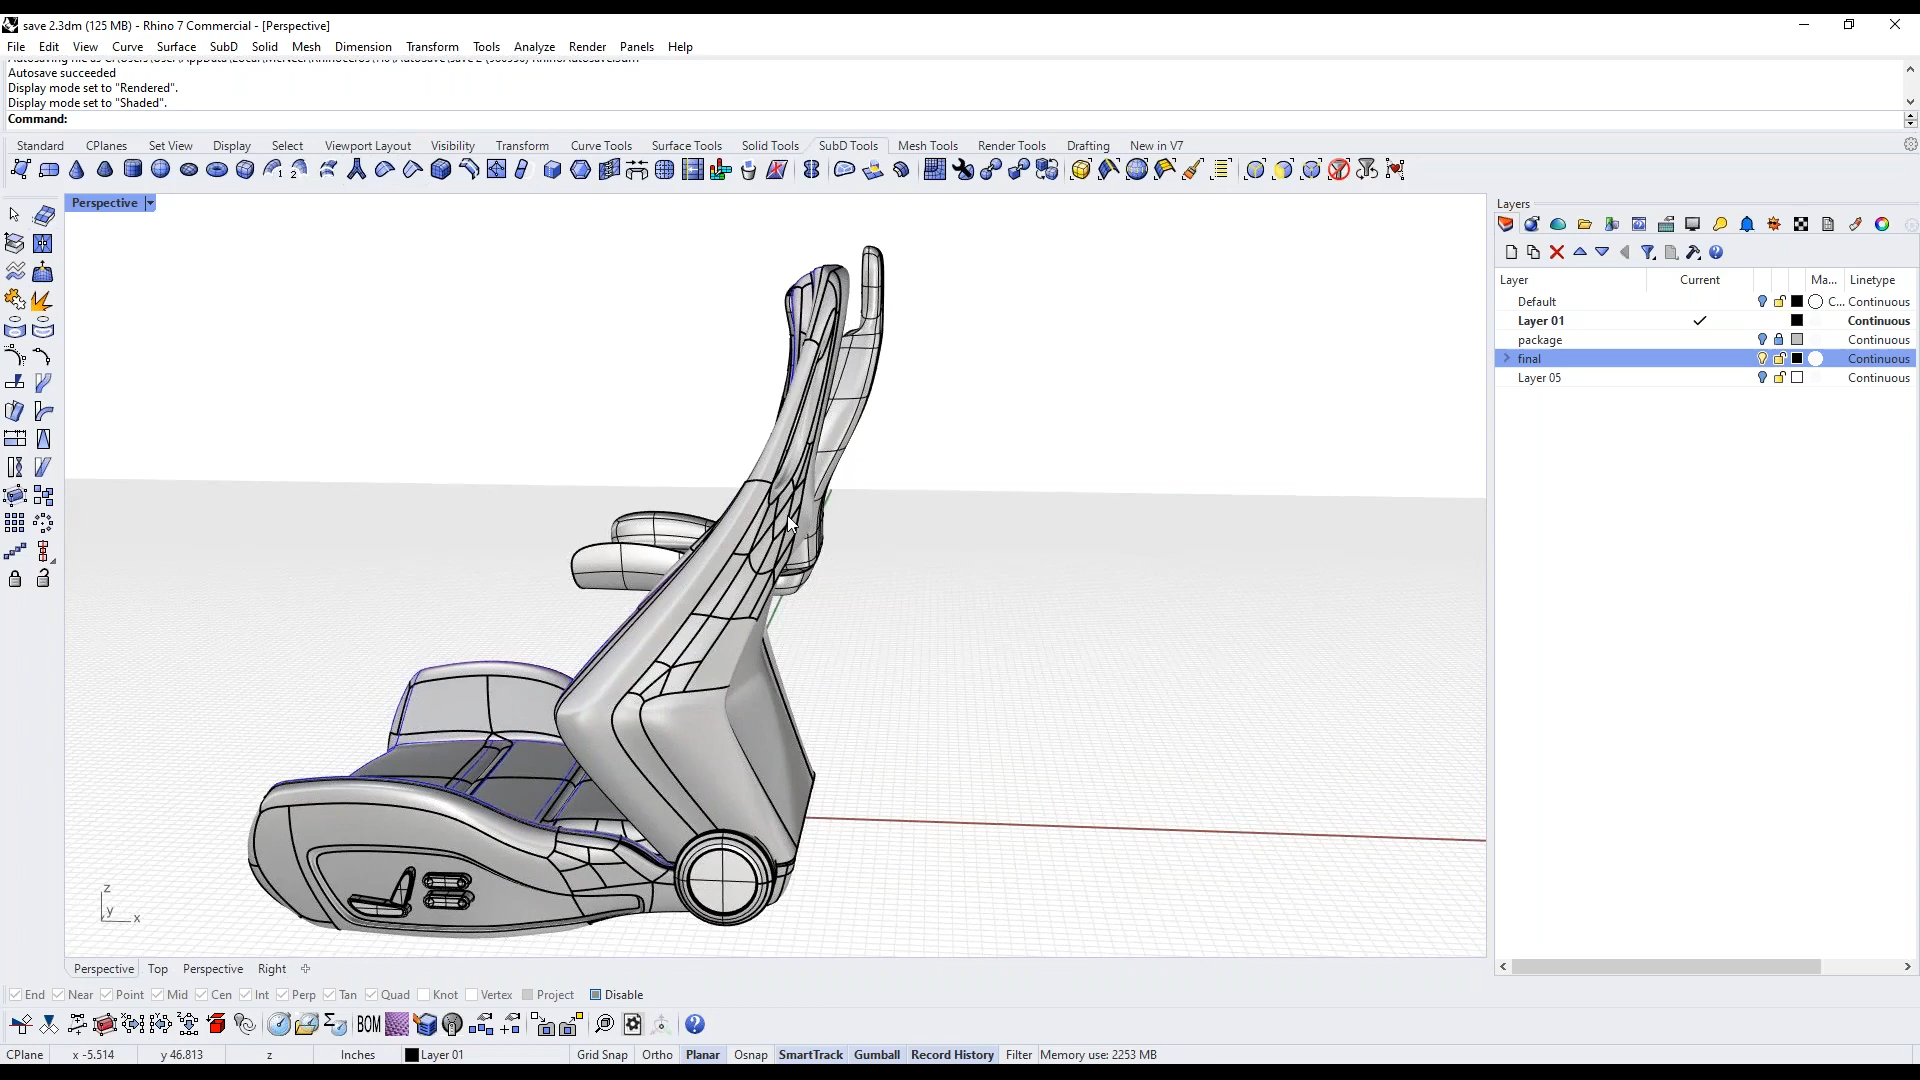 save 2.3dm (125 MB) - Rhino 7 Commercial - [Perspective]
File Edit View Curve Surface SubD Solid Mesh Dimension Transform Tools Analyze Render Panels Help
Autosave succeeded
Display mode set to "Rendered".
Display mode set to "Shaded".
Command:
Standard CPlanes Set View Display Select Viewport Layout Visibility Transform Curve Tools Surface Tools Solid Tools SubD Tools Mesh Tools Render Tools Drafting New in V7
Perspective
Layers
Layer Current Ma... Linetype
Default C... Continuous
Layer 01 Continuous
package Continuous
final Continuous
Layer 05 Continuous
z
y x
Perspective Top Perspective Right
End Near Point Mid Cen Int Perp Tan Quad Knot Vertex Project Disable
BOM
CPlane x -5.514 y 46.813 z Inches Layer 01 Grid Snap Ortho Planar Osnap SmartTrack Gumball Record History Filter Memory use: 2253 MB